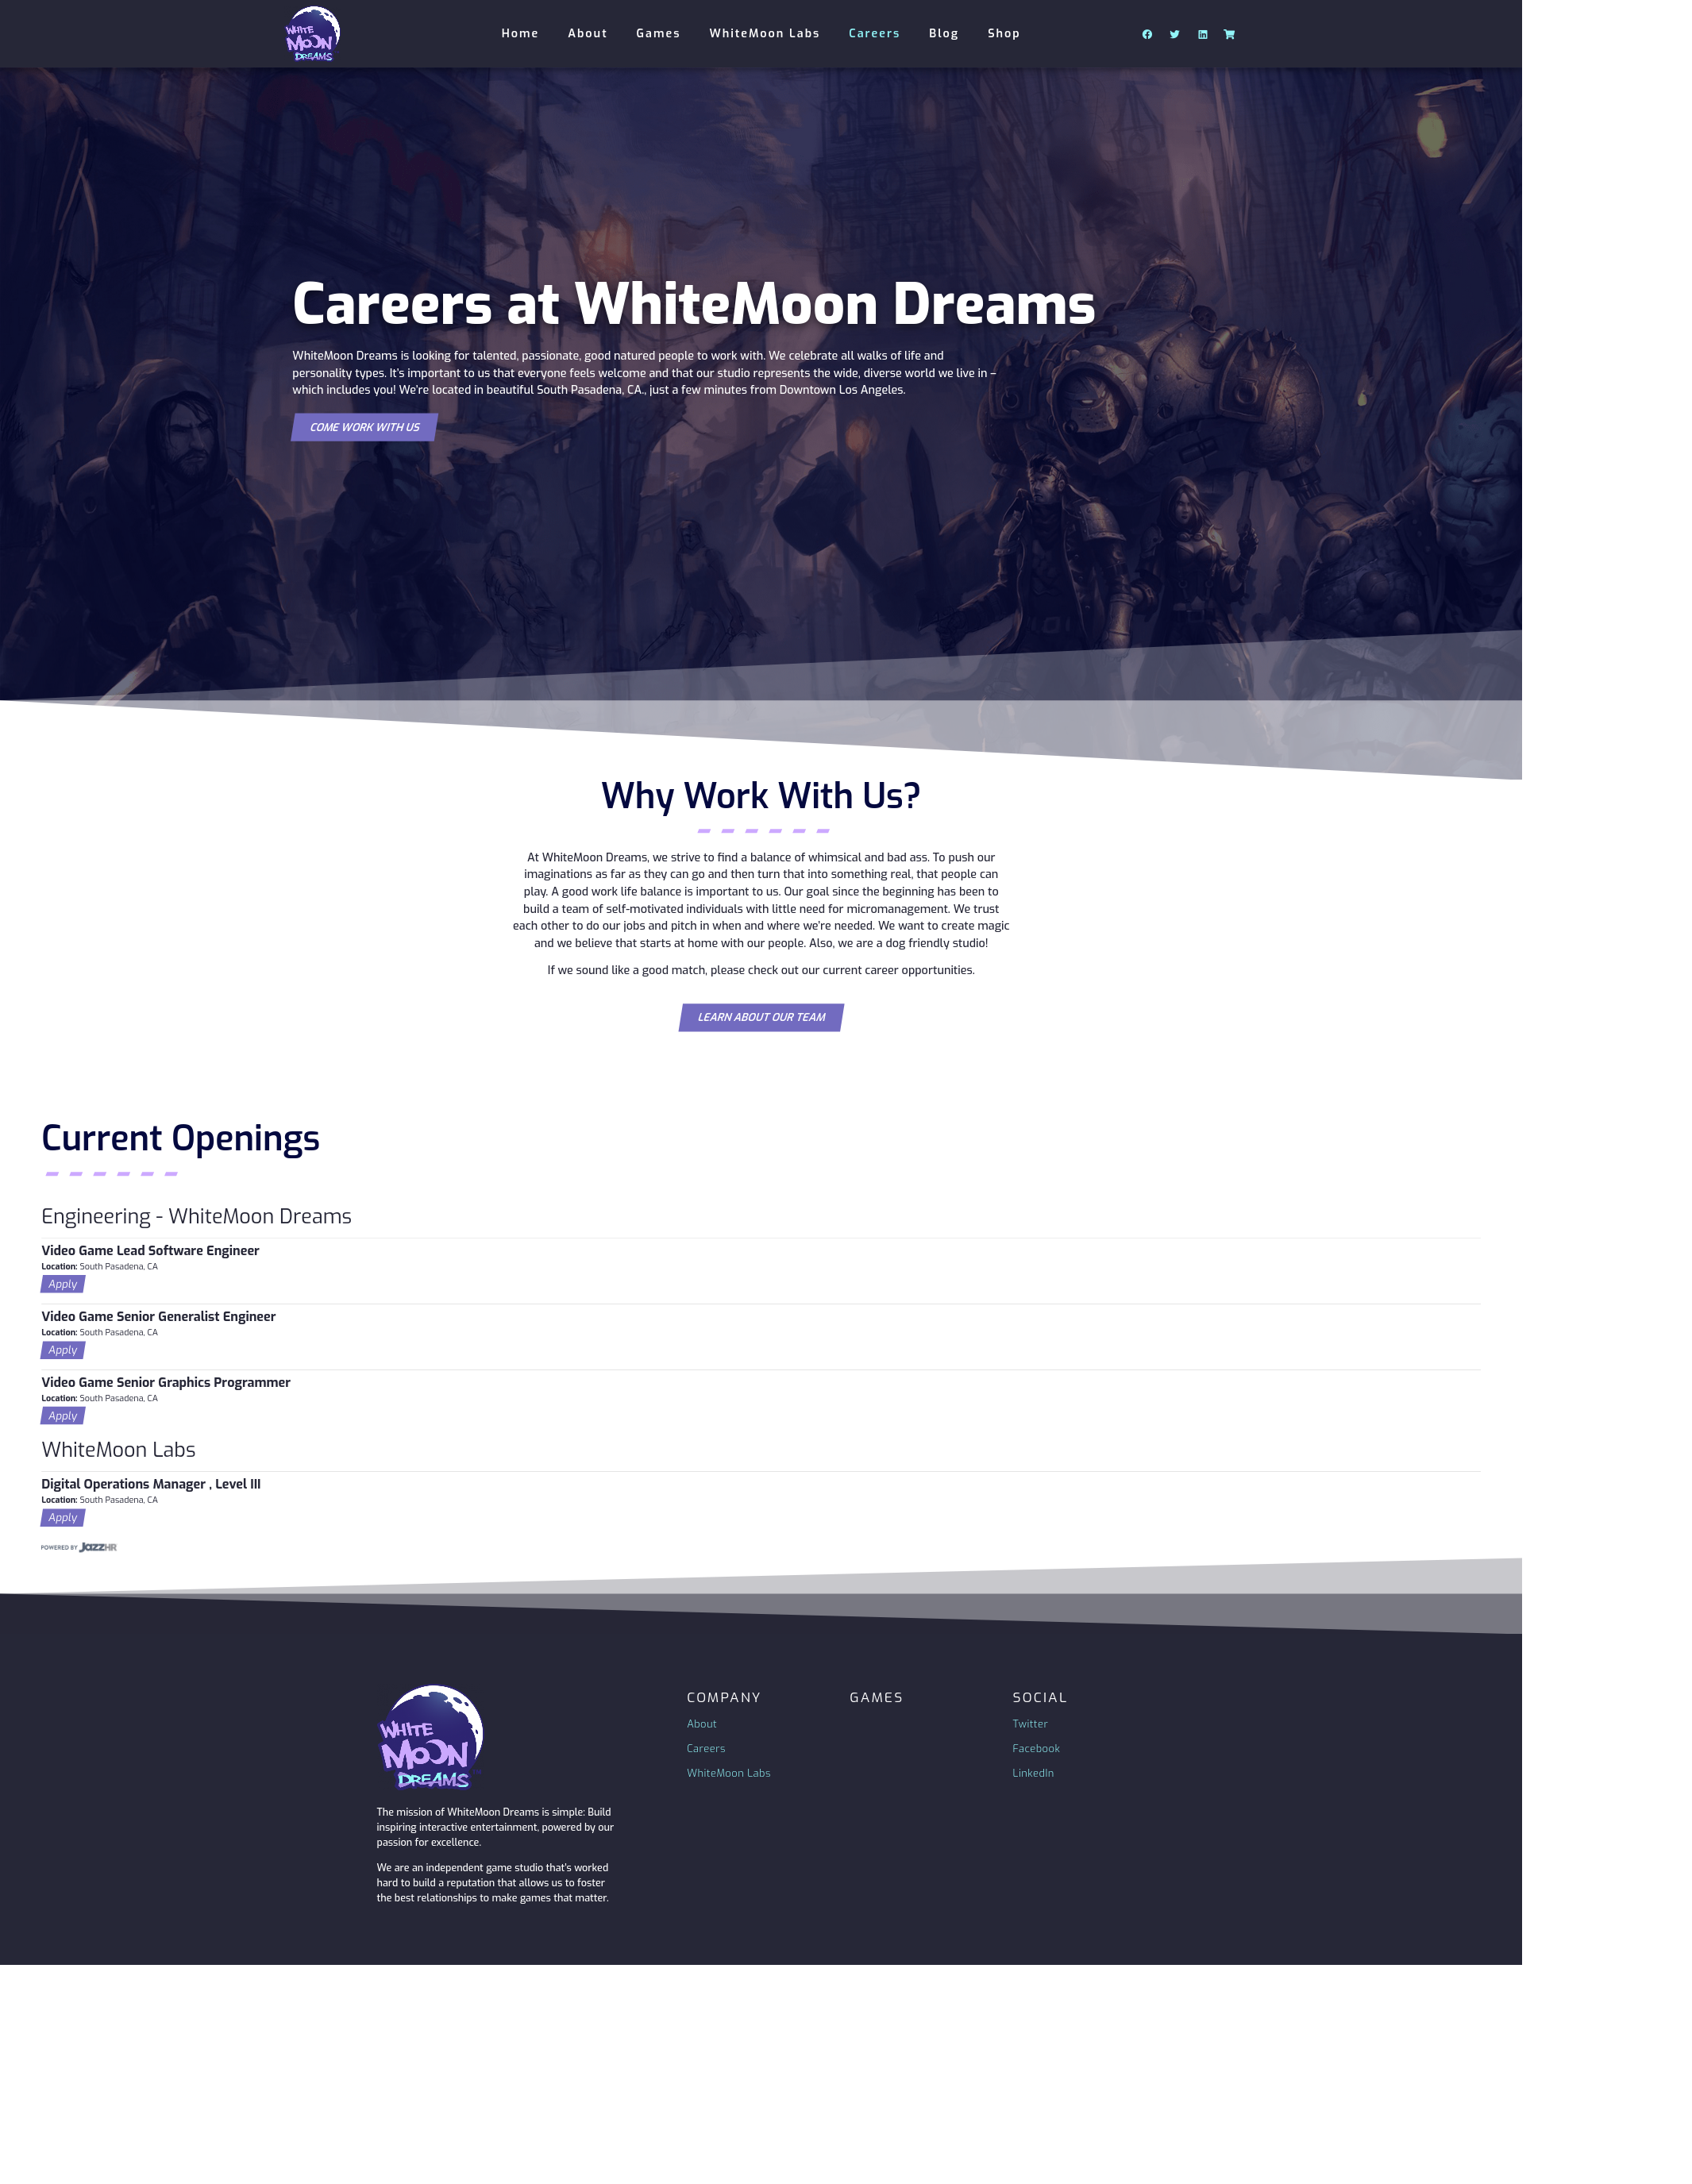 WHITE
MOON
DREAMS
Home About Games WhiteMoon Labs Careers Blog Shop
Careers at WhiteMoon Dreams
WhiteMoon Dreams is looking for talented, passionate, good natured people to work with. We celebrate all walks of life and
personality types. It's important to us that everyone feels welcome and that our studio represents the wide, diverse world we live in –
which includes you! We're located in beautiful South Pasadena, CA., just a few minutes from Downtown Los Angeles.
COME WORK WITH US
Why Work With Us?
At WhiteMoon Dreams, we strive to find a balance of whimsical and bad ass. To push our
imaginations as far as they can go and then turn that into something real, that people can
play. A good work life balance is important to us. Our goal since the beginning has been to
build a team of self-motivated individuals with little need for micromanagement. We trust
each other to do our jobs and pitch in when and where we're needed. We want to create magic
and we believe that starts at home with our people. Also, we are a dog friendly studio!
If we sound like a good match, please check out our current career opportunities.
LEARN ABOUT OUR TEAM
Current Openings
Engineering - WhiteMoon Dreams
Video Game Lead Software Engineer
Location: South Pasadena, CA
Apply
Video Game Senior Generalist Engineer
Location: South Pasadena, CA
Apply
Video Game Senior Graphics Programmer
Location: South Pasadena, CA
Apply
WhiteMoon Labs
Digital Operations Manager , Level III
Location: South Pasadena, CA
Apply
POWERED BY JazzHR
WHITE
MOON
DREAMS
The mission of WhiteMoon Dreams is simple: Build
inspiring interactive entertainment, powered by our
passion for excellence.
We are an independent game studio that's worked
hard to build a reputation that allows us to foster
the best relationships to make games that matter.
COMPANY
About
Careers
WhiteMoon Labs
GAMES
SOCIAL
Twitter
Facebook
LinkedIn